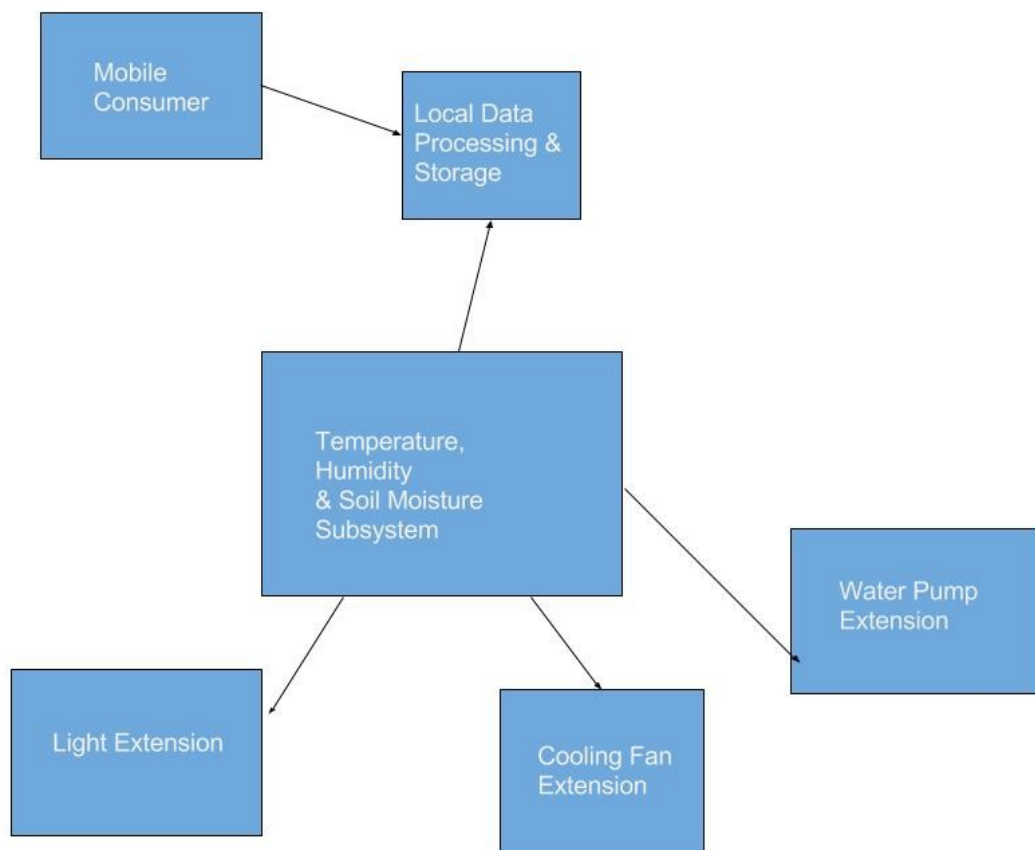 Mobile
Consumer
Local Data
Processing &
Storage
Temperature,
Humidity
& Soil Moisture
Subsystem
Water Pump
Extension
Light Extension
Cooling Fan
Extension